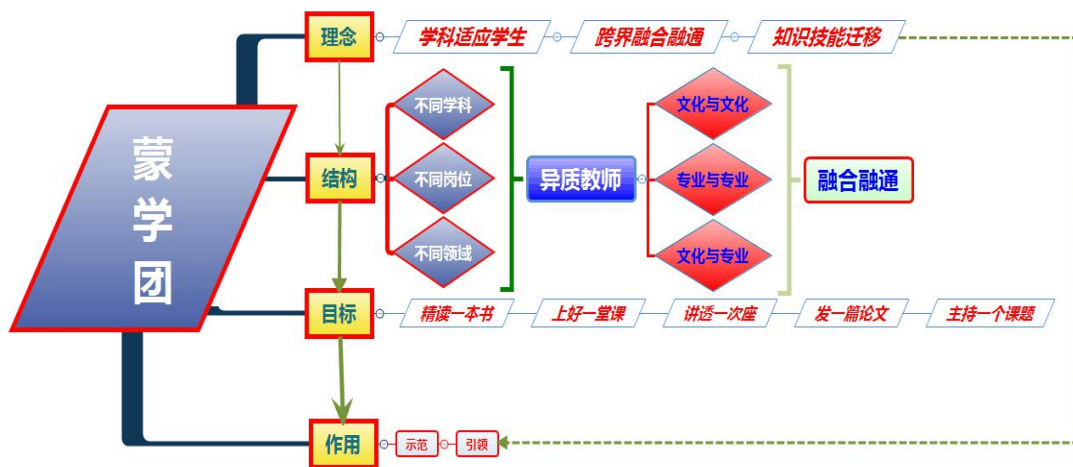 蒙学团
理念
学科适应学生
跨界融合融通
知识技能迁移
结构
不同学科
不同岗位
不同领域
异质教师
文化与文化
专业与专业
文化与专业
融合融通
目标
精读一本书
上好一堂课
讲透一次座
发一篇论文
主持一个课题
作用
示范
引领